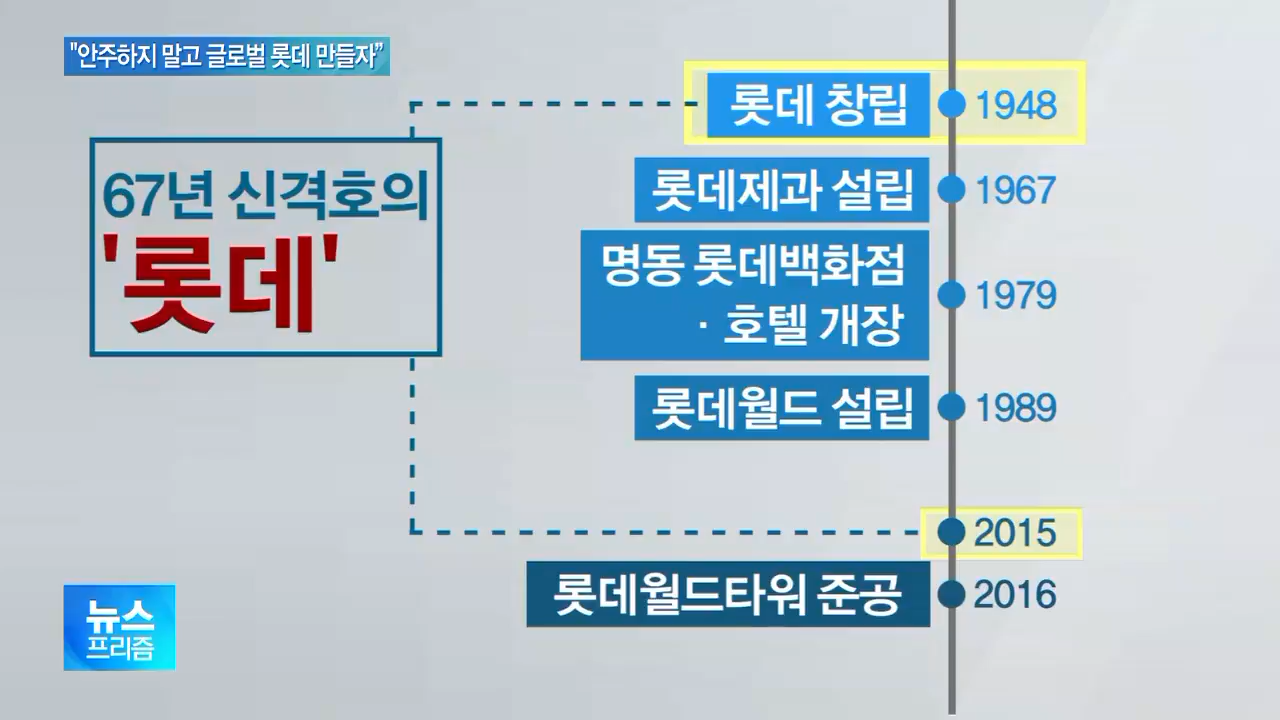 "안주하지 말고 글로벌 롯데 만들자”
67년 신격호의
'롯데'
롯데 창립 1948
롯데제과 설립 1967
명동 롯데백화점
· 호텔 개장 1979
롯데월드 설립 1989
2015
롯데월드타워 준공 2016
뉴스
프리즘